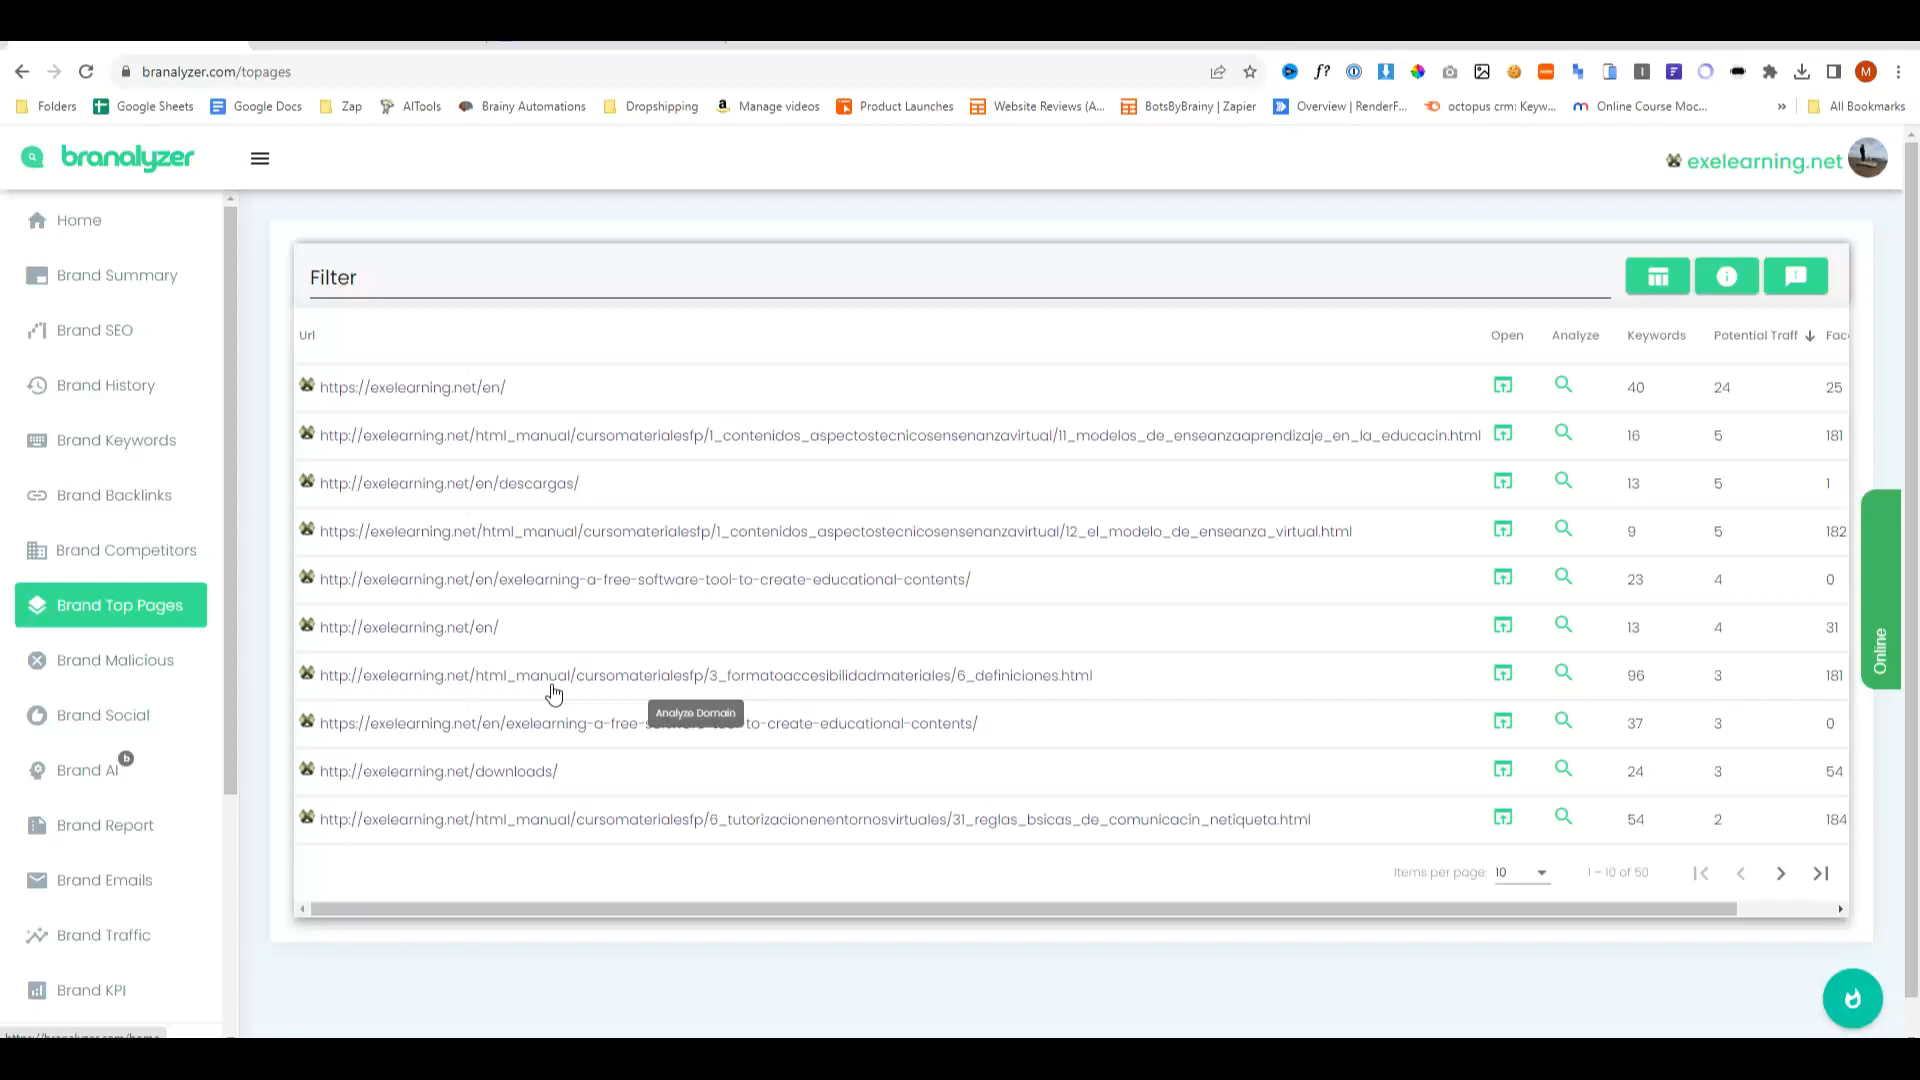 branalyzer.com/topages
f?
M
Folders
Google Sheets
Google Docs
Zap
AITools
Brainy Automations
Dropshipping
Manage videos
Product Launches
Website Reviews (A...
BotsByBrainy | Zapier
Overview | RenderF...
octopus crm: Keyw...
Online Course Moc...
»
All Bookmarks
branalyzer
exelearning.net
Home
Brand Summary
Brand SEO
Brand History
Brand Keywords
Brand Backlinks
Brand Competitors
Brand Top Pages
Brand Malicious
Brand Social
Brand AI
b
Brand Report
Brand Emails
Brand Traffic
Brand KPI
Filter
Url Open Analyze Keywords Potential Traff Fac
https://exelearning.net/en/ 40 24 25
http://exelearning.net/html_manual/cursomaterialesfp/1_contenidos_aspectostecnicosensenanzavirtual/11_modelos_de_enseanzaaprendizaje_en_la_educacin.html 16 5 181
http://exelearning.net/en/descargas/ 13 5 1
https://exelearning.net/html_manual/cursomaterialesfp/1_contenidos_aspectostecnicosensenanzavirtual/12_el_modelo_de_enseanza_virtual.html 9 5 182
http://exelearning.net/en/exelearning-a-free-software-tool-to-create-educational-contents/ 23 4 0
http://exelearning.net/en/ 13 4 31
http://exelearning.net/html_manual/cursomaterialesfp/3_formatoaccesibilidadmateriales/6_definiciones.html 96 3 181
Analyze Domain
https://exelearning.net/en/exelearning-a-free-software-tool-to-create-educational-contents/ 37 3 0
http://exelearning.net/downloads/ 24 3 54
http://exelearning.net/html_manual/cursomaterialesfp/6_tutorizacionenentornosvirtuales/31_reglas_bsicas_de_comunicacin_netiqueta.html 54 2 184
Items per page: 10 1 – 10 of 50
Online